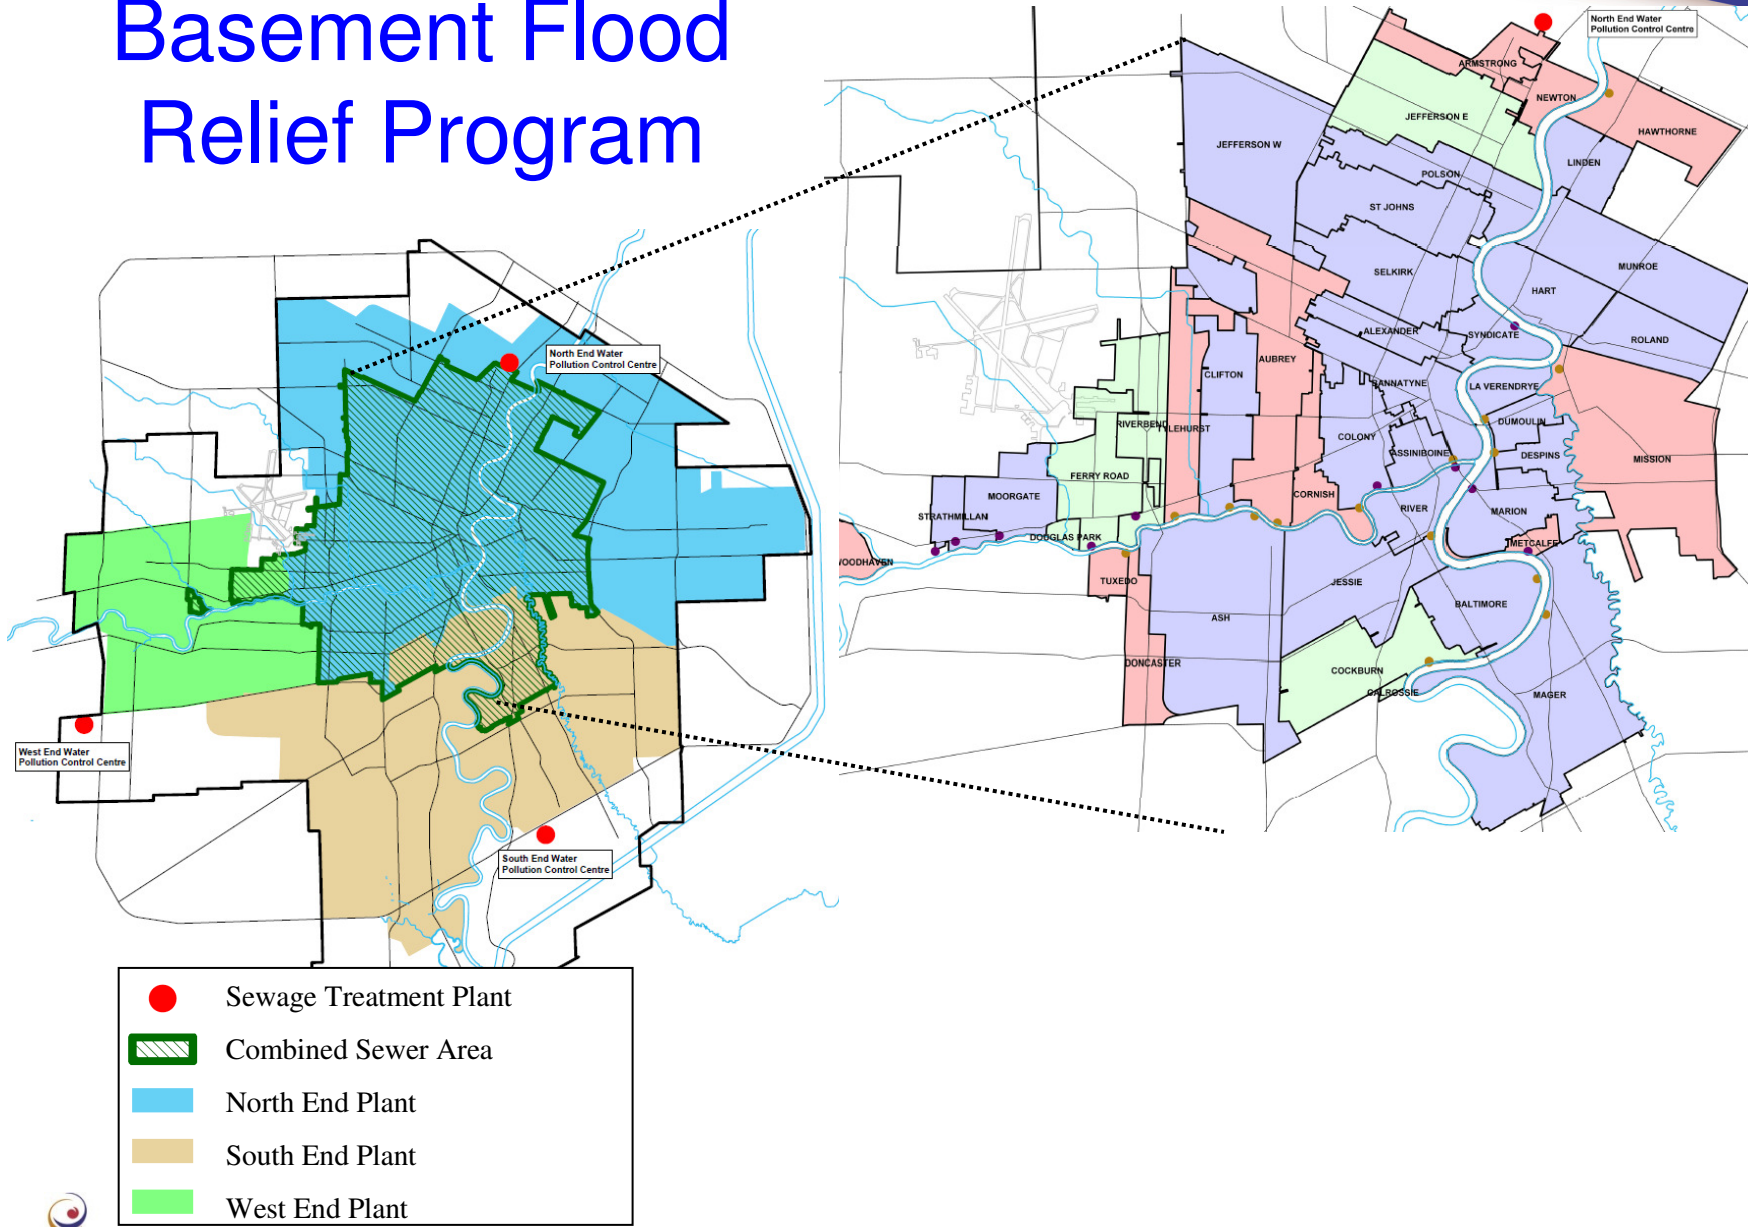 Basement Flood
Relief Program
North End Water
Pollution Control Centre
ARMSTRONG
NEWTON
JEFFERSON E
HAWTHORNE
JEFFERSON W
LINDEN
POLSON
ST JOHNS
MUNROE
SELKIRK
HART
ALEXANDER
SYNDICATE
ROLAND
AUBREY
CLIFTON
BANNATYNE
LA VERENDRYE
RIVERBEND
TYLEHURST
DUMOULIN
COLONY
ASSINIBOINE
DESPINS
MISSION
FERRY ROAD
MOORGATE
CORNISH
RIVER
MARION
STRATHMILLAN
DOUGLAS PARK
METCALFE
WOODHAVEN
TUXEDO
JESSIE
BALTIMORE
ASH
DONCASTER
COCKBURN
CALROSSIE
MAGER
North End Water
Pollution Control Centre
West End Water
Pollution Control Centre
South End Water
Pollution Control Centre
Sewage Treatment Plant
Combined Sewer Area
North End Plant
South End Plant
West End Plant